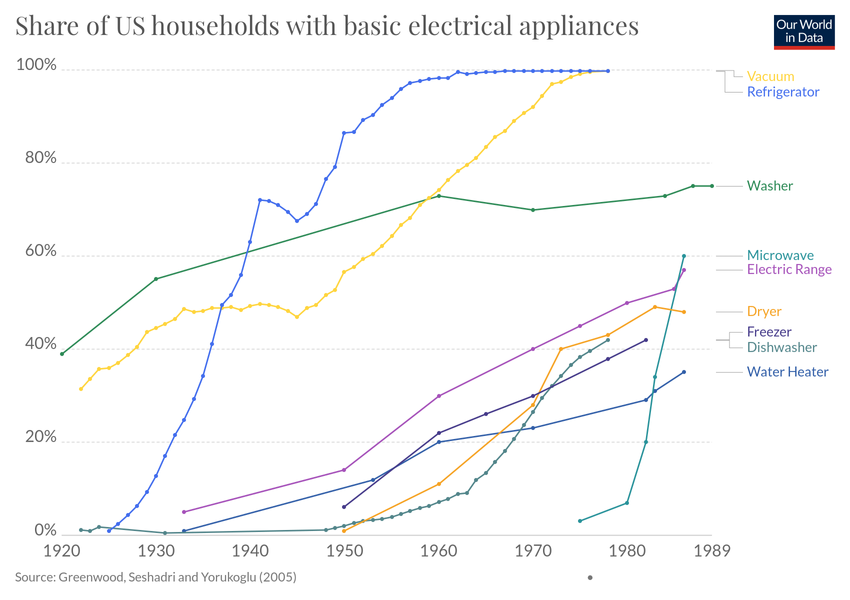 Share of US households with basic electrical appliances
Our World
in Data
100%
80%
60%
40%
20%
0%
Vacuum
Refrigerator
Washer
Microwave
Electric Range
Dryer
Freezer
Dishwasher
Water Heater
1920 1930 1940 1950 1960 1970 1980 1989
Source: Greenwood, Seshadri and Yorukoglu (2005)